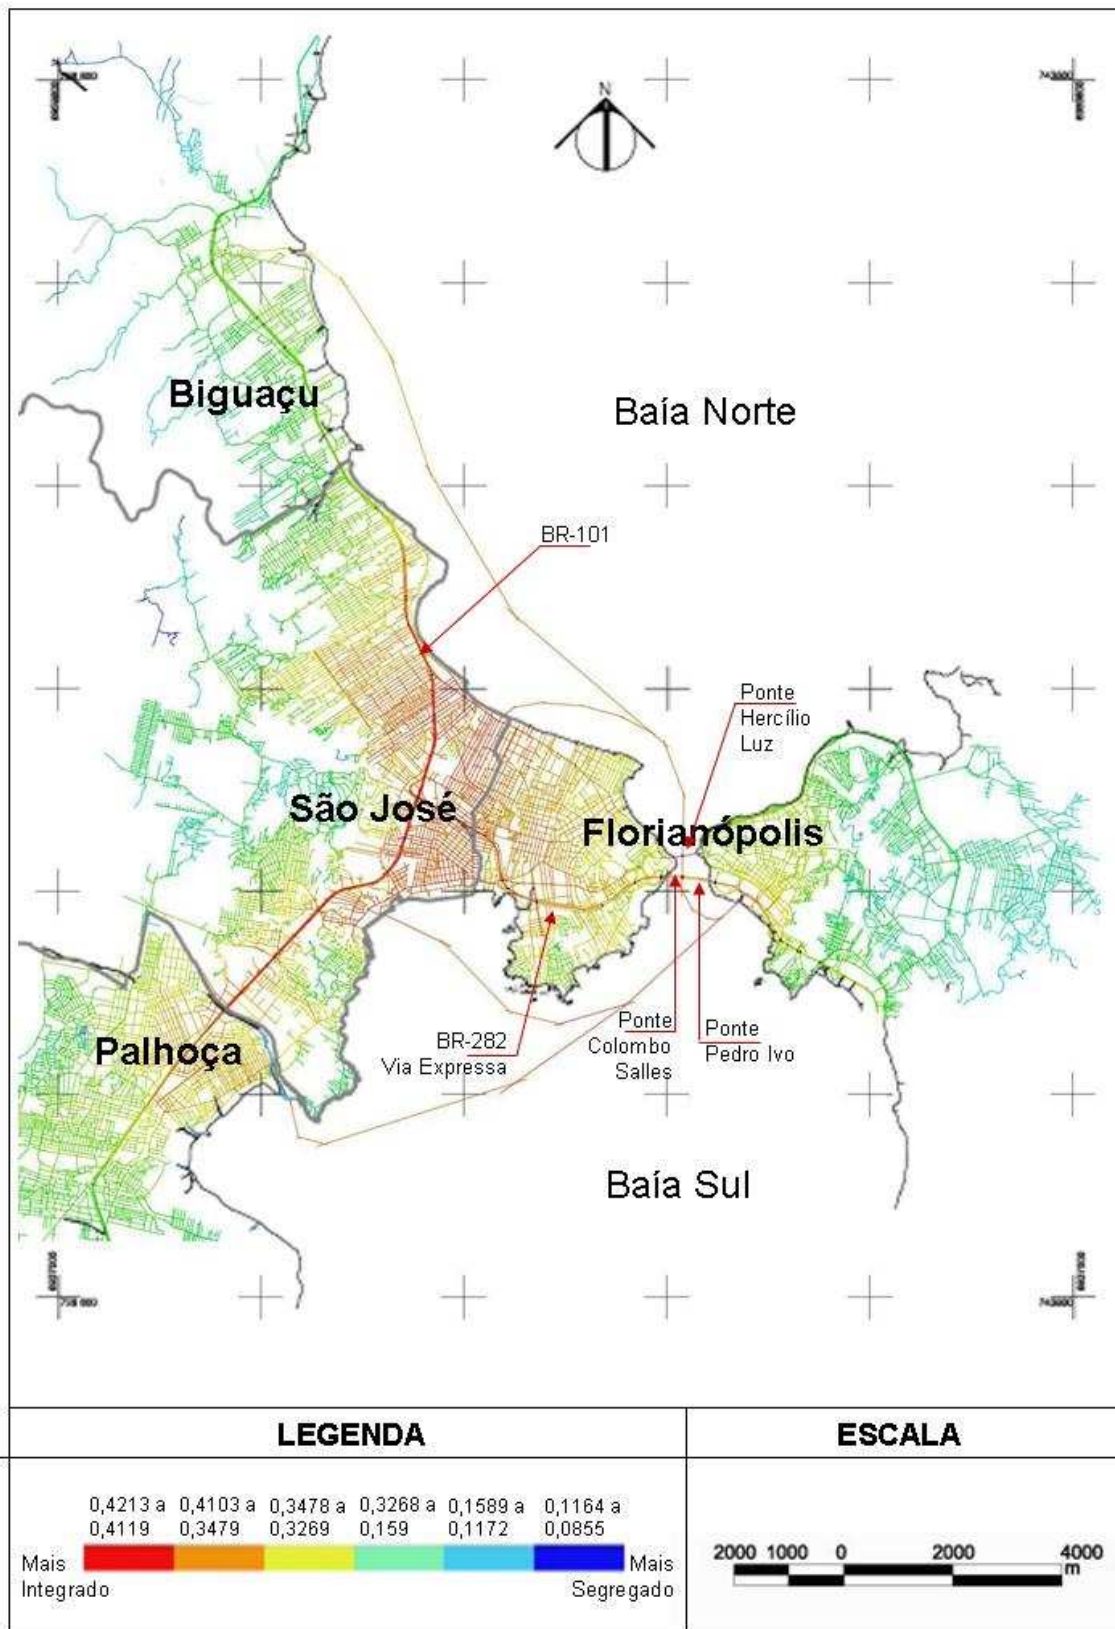 N
Biguaçu
Baía Norte
BR-101
Ponte
Hercílio
Luz
São José
Florianópolis
BR-282
Via Expressa
Ponte
Colombo
Salles
Ponte
Pedro Ivo
Palhoça
Baía Sul
LEGENDA
ESCALA
0,4213 a 0,4103 a 0,3478 a 0,3268 a 0,1589 a 0,1164 a
0,4119 0,3479 0,3269 0,159 0,1172 0,0855
Mais Mais
Integrado Segregado
2000 1000 0 2000 4000
m